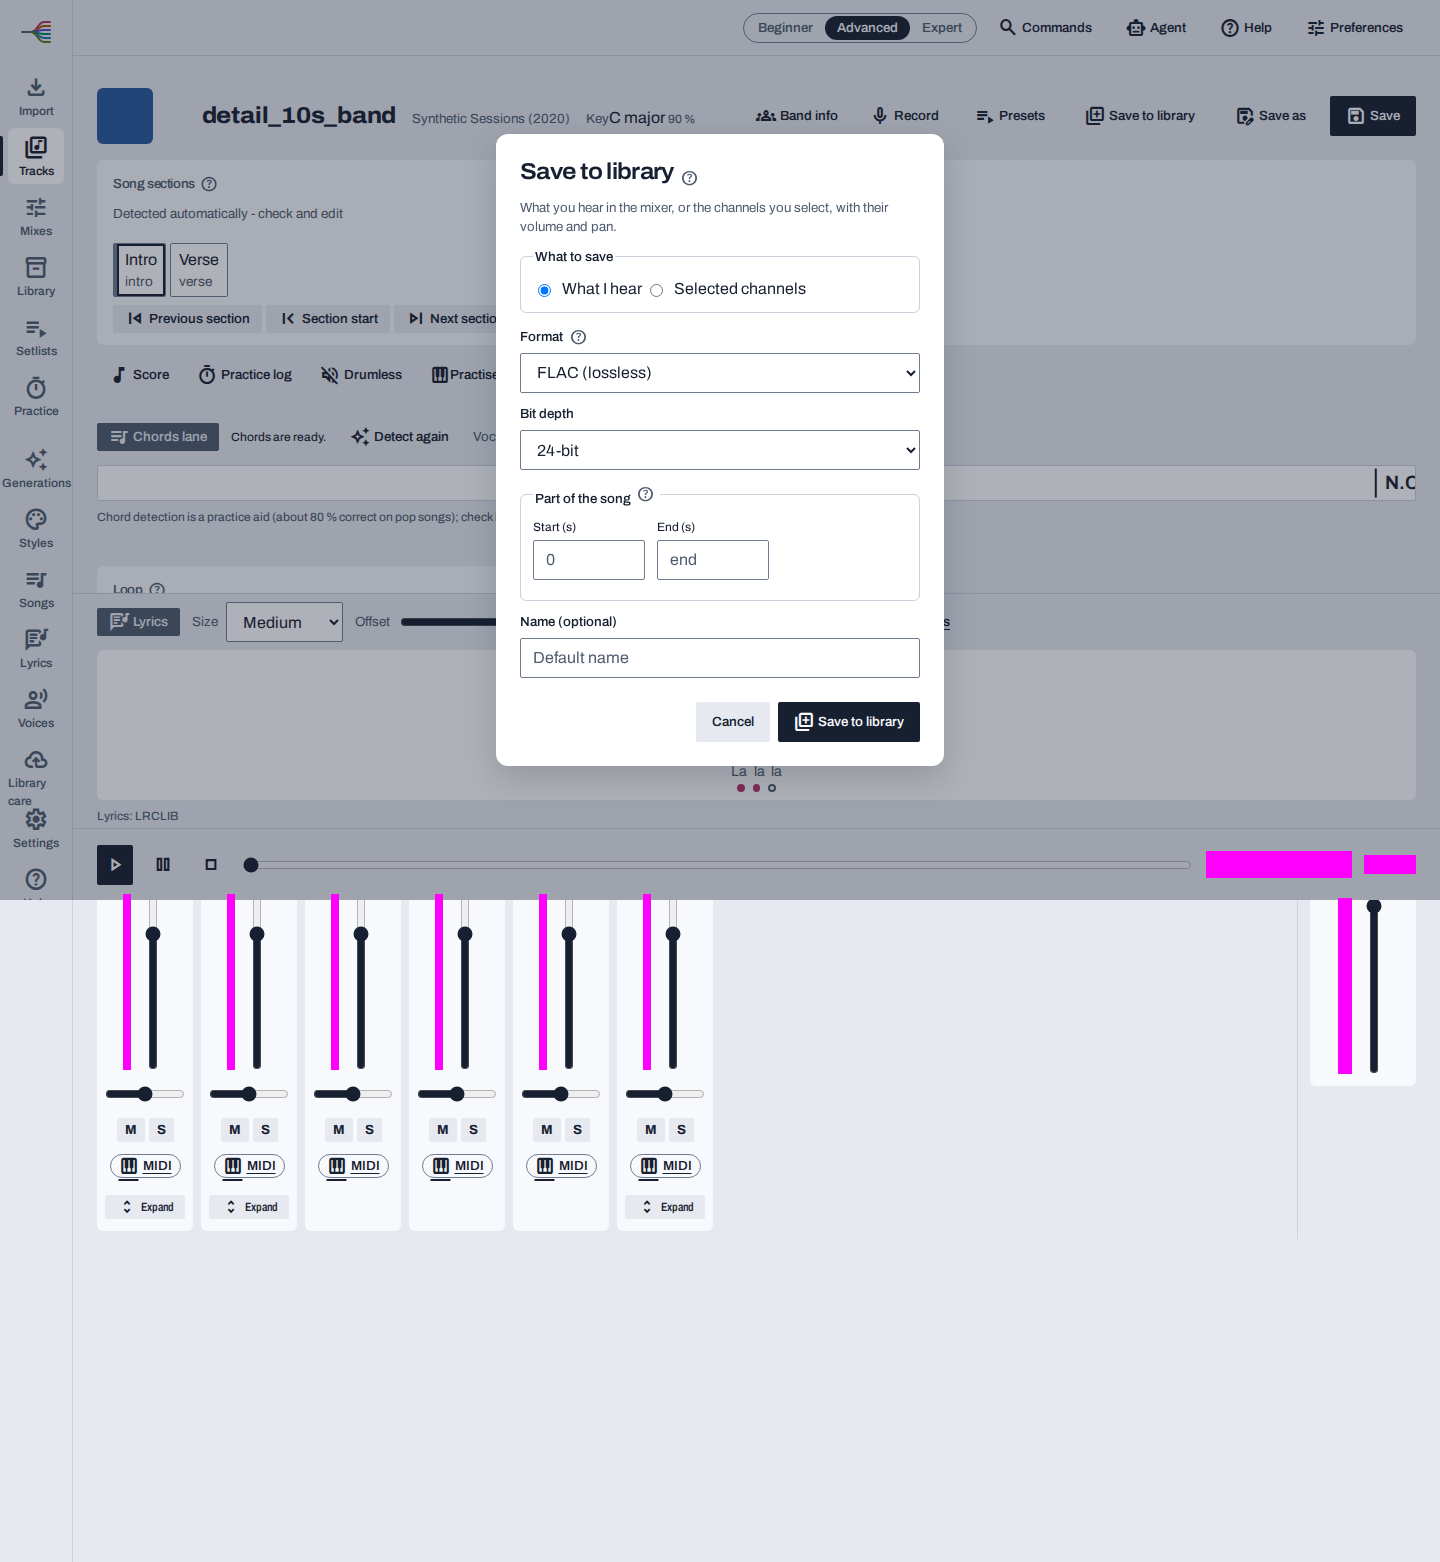 Beginner Advanced Expert Commands Agent Help Preferences
Import
Tracks
Mixes
Library
Setlists
Practice
Generations
Styles
Songs
Lyrics
Voices
Library care
Settings
detail_10s_band Synthetic Sessions (2020) Key C major 90 % Band info Record Presets Save to library Save as Save
Song sections
Detected automatically - check and edit
Intro Verse
intro verse
Previous section Section start Next section
Score Practice log Drumless Practise
Chords lane Chords are ready. Detect again
N.C
Chord detection is a practice aid (about 80 % correct on pop songs); check
Loop
Lyrics Size Medium Offset
La la la
Lyrics: LRCLIB
Save to library
What you hear in the mixer, or the channels you select, with their
volume and pan.
What to save
What I hear Selected channels
Format
FLAC (lossless)
Bit depth
24-bit
Part of the song
Start (s) End (s)
0 end
Name (optional)
Default name
Cancel Save to library
M S M S M S M S M S M S
MIDI MIDI MIDI MIDI MIDI MIDI
Expand Expand Expand